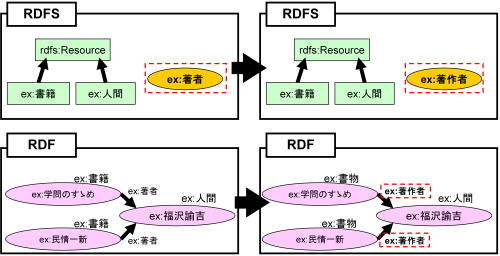 RDFS
rdfs:Resource
ex:書籍
ex:人間
ex:著者
RDFS
rdfs:Resource
ex:書籍
ex:人間
ex:著作者
RDF
ex:書籍
ex:学問のすゝめ
ex:著者
ex:人間
ex:福沢諭吉
ex:書籍
ex:民情一新
ex:著者
RDF
ex:書物
ex:学問のすゝめ
ex:著作者
ex:人間
ex:福沢諭吉
ex:書物
ex:民情一新
ex:著作者